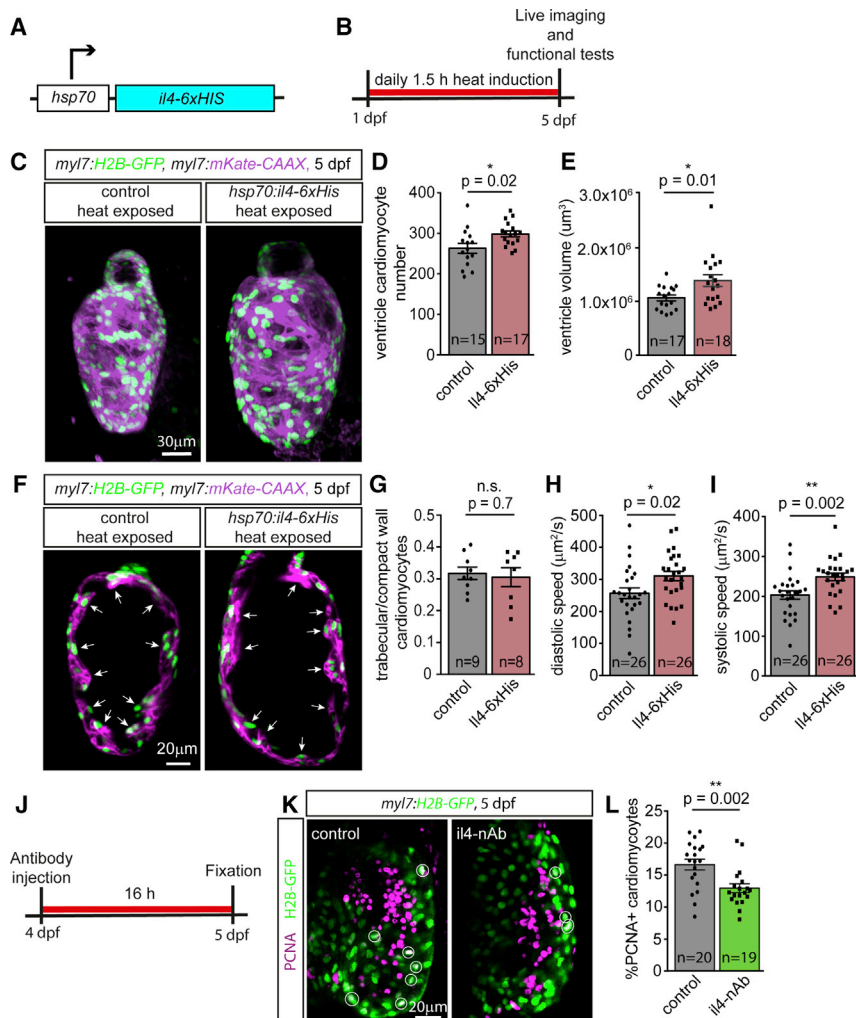 A
hsp70
il4-6xHIS
B
Live imaging
and
functional tests
daily 1.5 h heat induction
1 dpf
5 dpf
C
myl7:H2B-GFP, myl7:mKate-CAAX, 5 dpf
control
heat exposed
hsp70:il4-6xHis
heat exposed
30μm
D
*
p = 0.02
ventricle cardiomyocyte
number
400
300
200
100
0
n=15
n=17
control
Il4-6xHis
E
*
p = 0.01
ventricle volume (um³)
3.0x10⁶
2.0x10⁶
1.0x10⁶
0
n=17
n=18
control
Il4-6xHis
F
myl7:H2B-GFP, myl7:mKate-CAAX, 5 dpf
control
heat exposed
hsp70:il4-6xHis
heat exposed
20μm
G
n.s.
p = 0.7
trabecular/compact wall
cardiomyocytes
0.5
0.4
0.3
0.2
0.1
0
n=9
n=8
control
Il4-6xHis
H
*
p = 0.02
diastolic speed (μm²/s)
500
400
300
200
100
0
n=26
n=26
control
Il4-6xHis
I
**
p = 0.002
systolic speed (μm²/s)
400
300
200
100
0
n=26
n=26
control
Il4-6xHis
J
Antibody
injection
Fixation
16 h
4 dpf
5 dpf
K
myl7:H2B-GFP, 5 dpf
PCNA H2B-GFP
control
il4-nAb
20μm
L
**
p = 0.002
%PCNA+ cardiomycoytes
25
20
15
10
5
0
n=20
n=19
control
il4-nAb